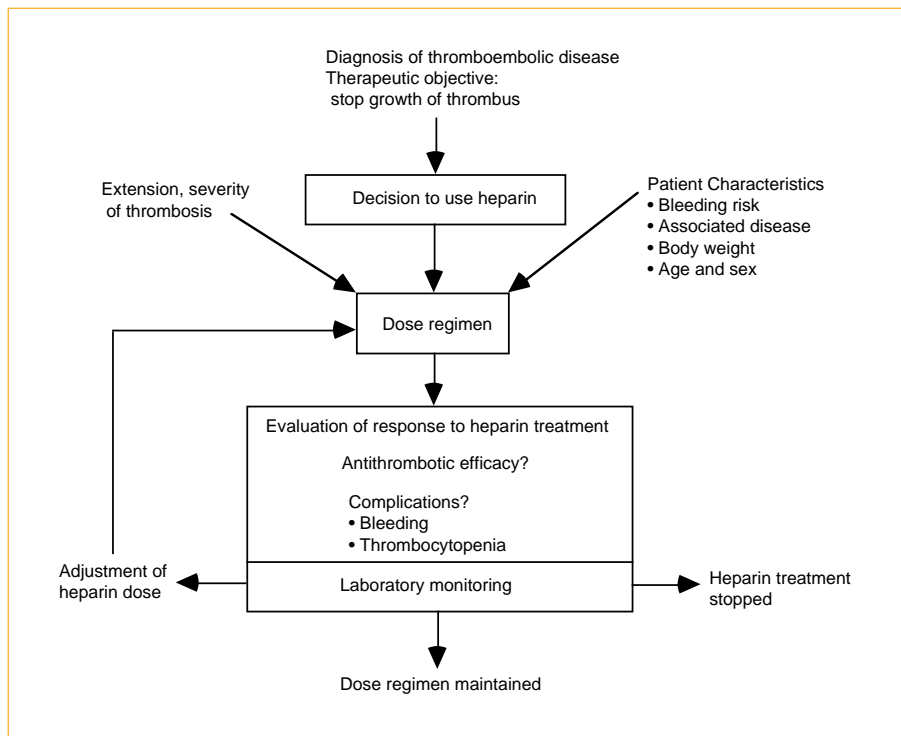 Diagnosis of thromboembolic disease
Therapeutic objective:
stop growth of thrombus
Extension, severity
of thrombosis
Decision to use heparin
Patient Characteristics
• Bleeding risk
• Associated disease
• Body weight
• Age and sex
Dose regimen
Evaluation of response to heparin treatment
Antithrombotic efficacy?
Complications?
• Bleeding
• Thrombocytopenia
Adjustment of
heparin dose
Laboratory monitoring
Heparin treatment
stopped
Dose regimen maintained